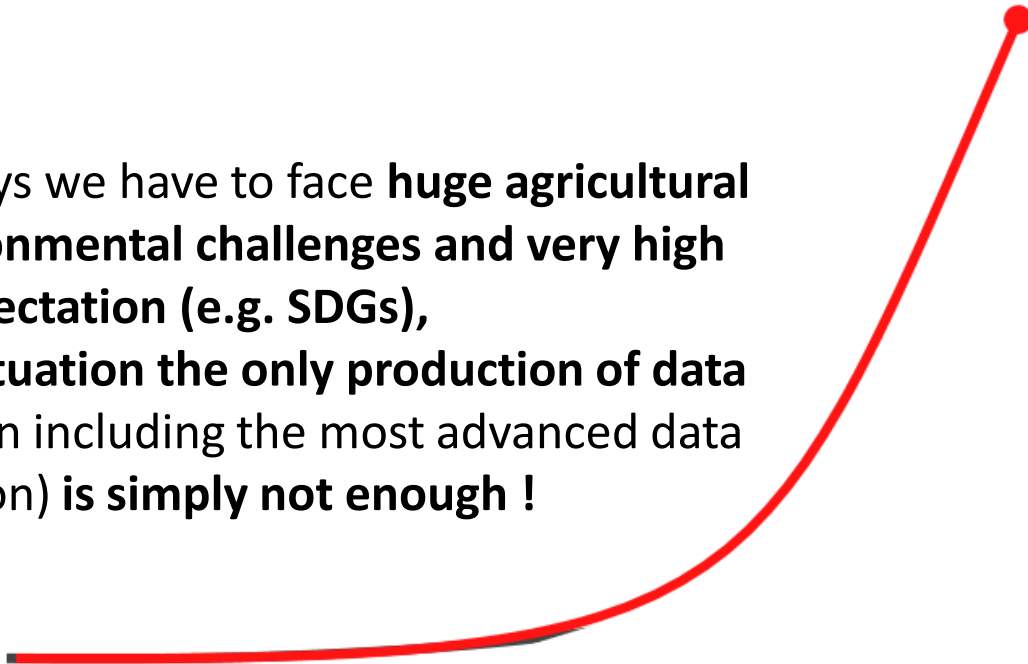 ys we have to face huge agricultural
onmental challenges and very high
ectation (e.g. SDGs),
tuation the only production of data
n including the most advanced data
on) is simply not enough !